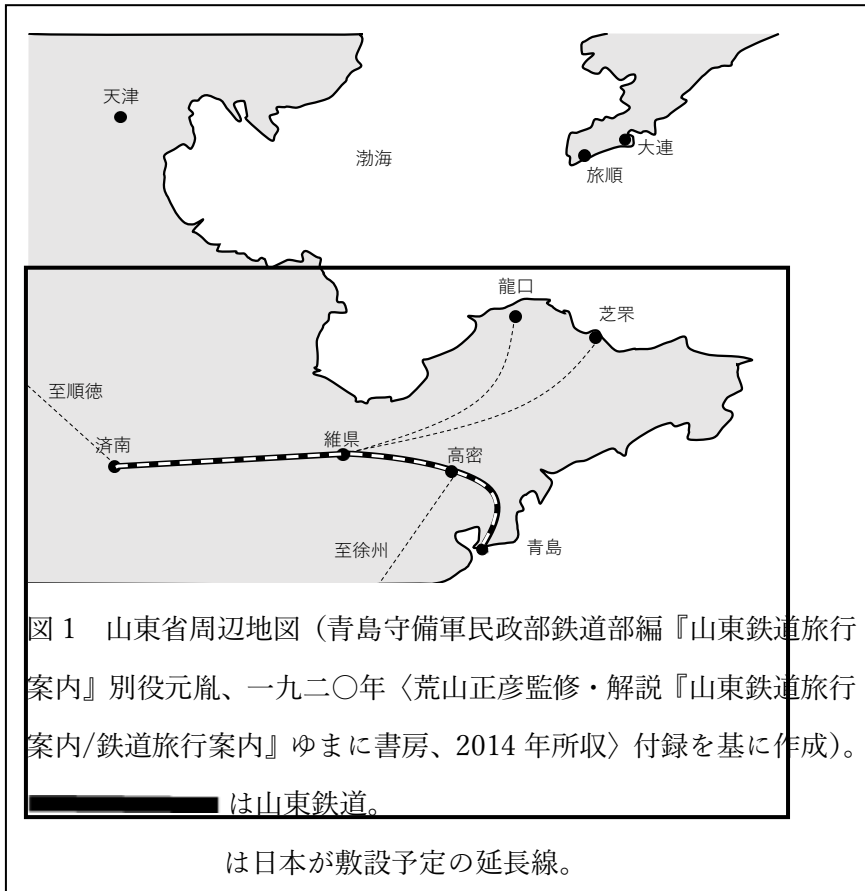 天津
渤海
大連
旅順
龍口
芝罘
至順徳
済南
維県
高密
至徐州
青島
図1 山東省周辺地図（青島守備軍民政部鉄道部編『山東鉄道旅行
案内』別役元胤、一九二〇年〈荒山正彦監修・解説『山東鉄道旅行
案内/鉄道旅行案内』ゆまに書房、2014年所収〉付録を基に作成）。
は山東鉄道。
は日本が敷設予定の延長線。